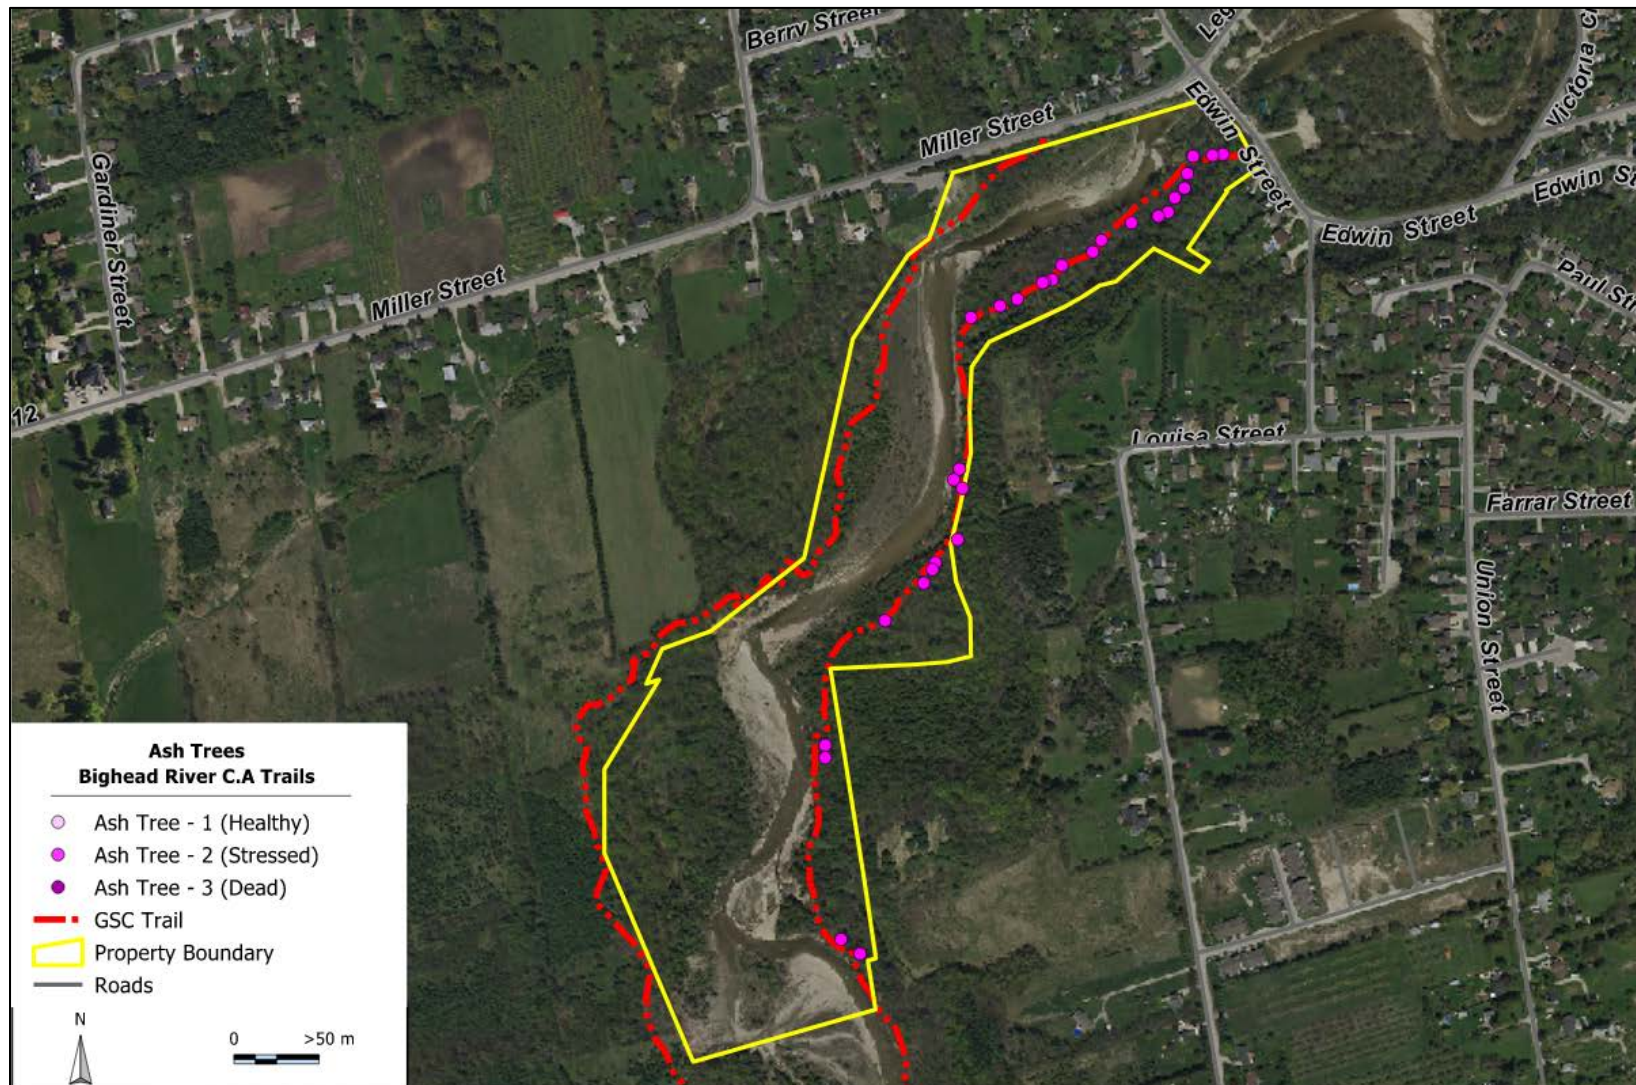 Berry Street
Leg
Victoria C
Edwin Street
Miller Street
Edwin St
Gardiner Street
Edwin Street
Paul Str
Miller Street
12
Louisa Street
Farrar Street
Union Street
Ash Trees
Bighead River C.A Trails
Ash Tree - 1 (Healthy)
Ash Tree - 2 (Stressed)
Ash Tree - 3 (Dead)
GSC Trail
Property Boundary
Roads
N
0 >50 m